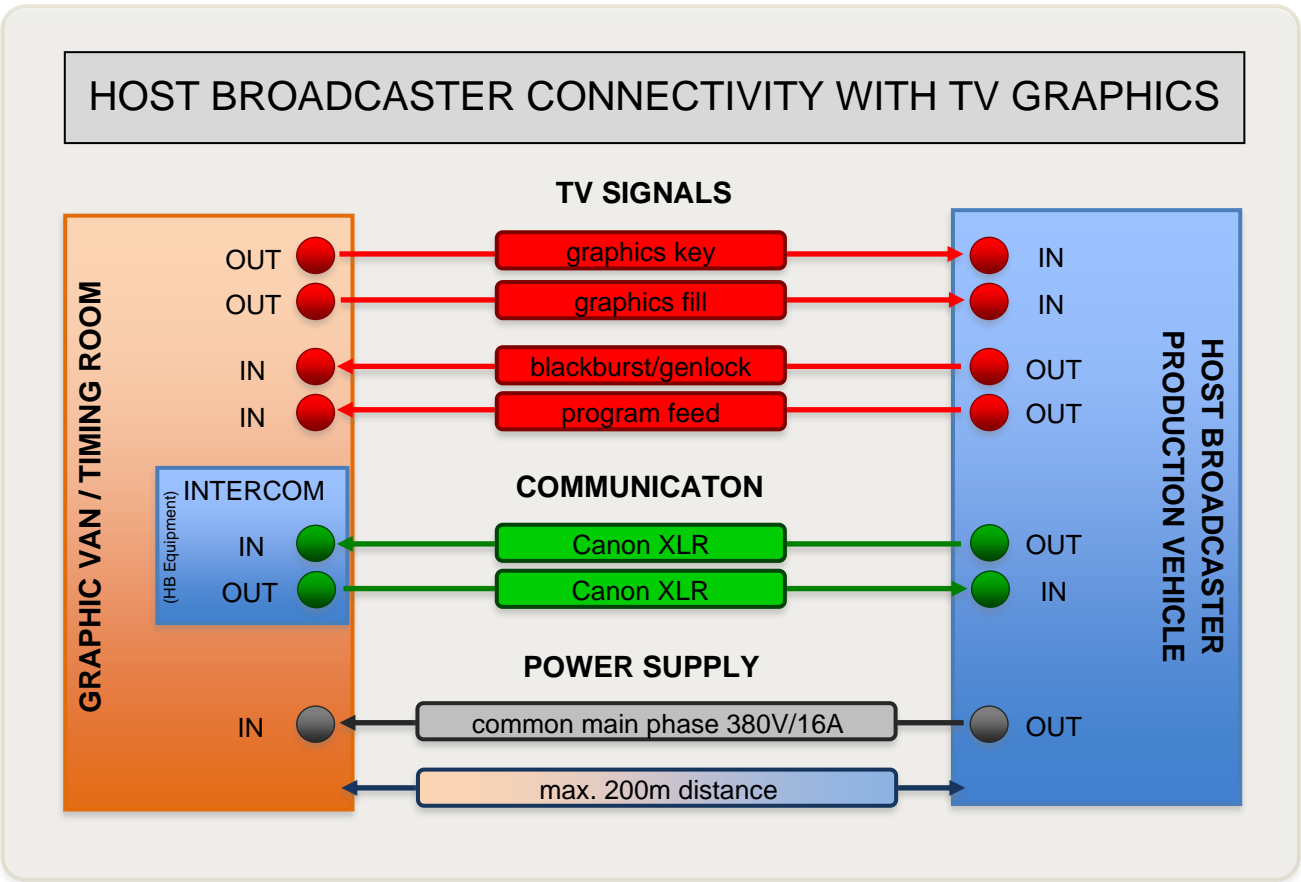 HOST BROADCASTER CONNECTIVITY WITH TV GRAPHICS
TV SIGNALS
GRAPHIC VAN / TIMING ROOM
OUT graphics key IN
OUT graphics fill IN
IN blackburst/genlock OUT
IN program feed OUT
HOST BROADCASTER
PRODUCTION VEHICLE
COMMUNICATON
INTERCOM
(HB Equipment)
IN Canon XLR OUT
OUT Canon XLR IN
POWER SUPPLY
IN common main phase 380V/16A OUT
max. 200m distance